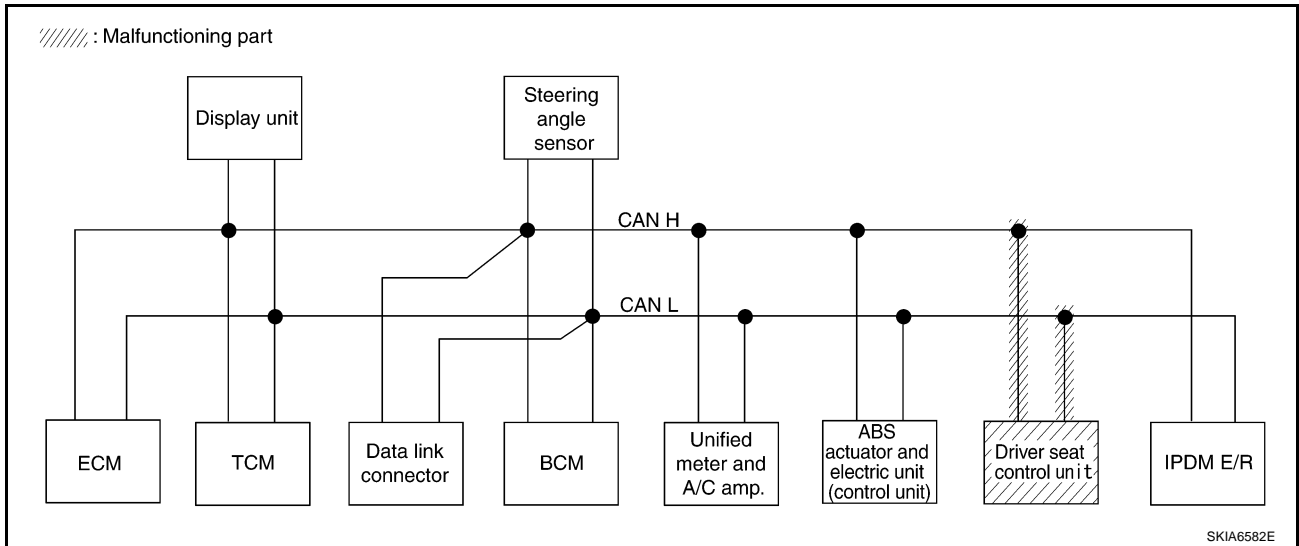 : Malfunctioning part
Display unit
Steering
angle
sensor
CAN H
CAN L
ECM
TCM
Data link
connector
BCM
Unified
meter and
A/C amp.
ABS
actuator and
electric unit
(control unit)
Driver seat
control unit
IPDM E/R
SKIA6582E